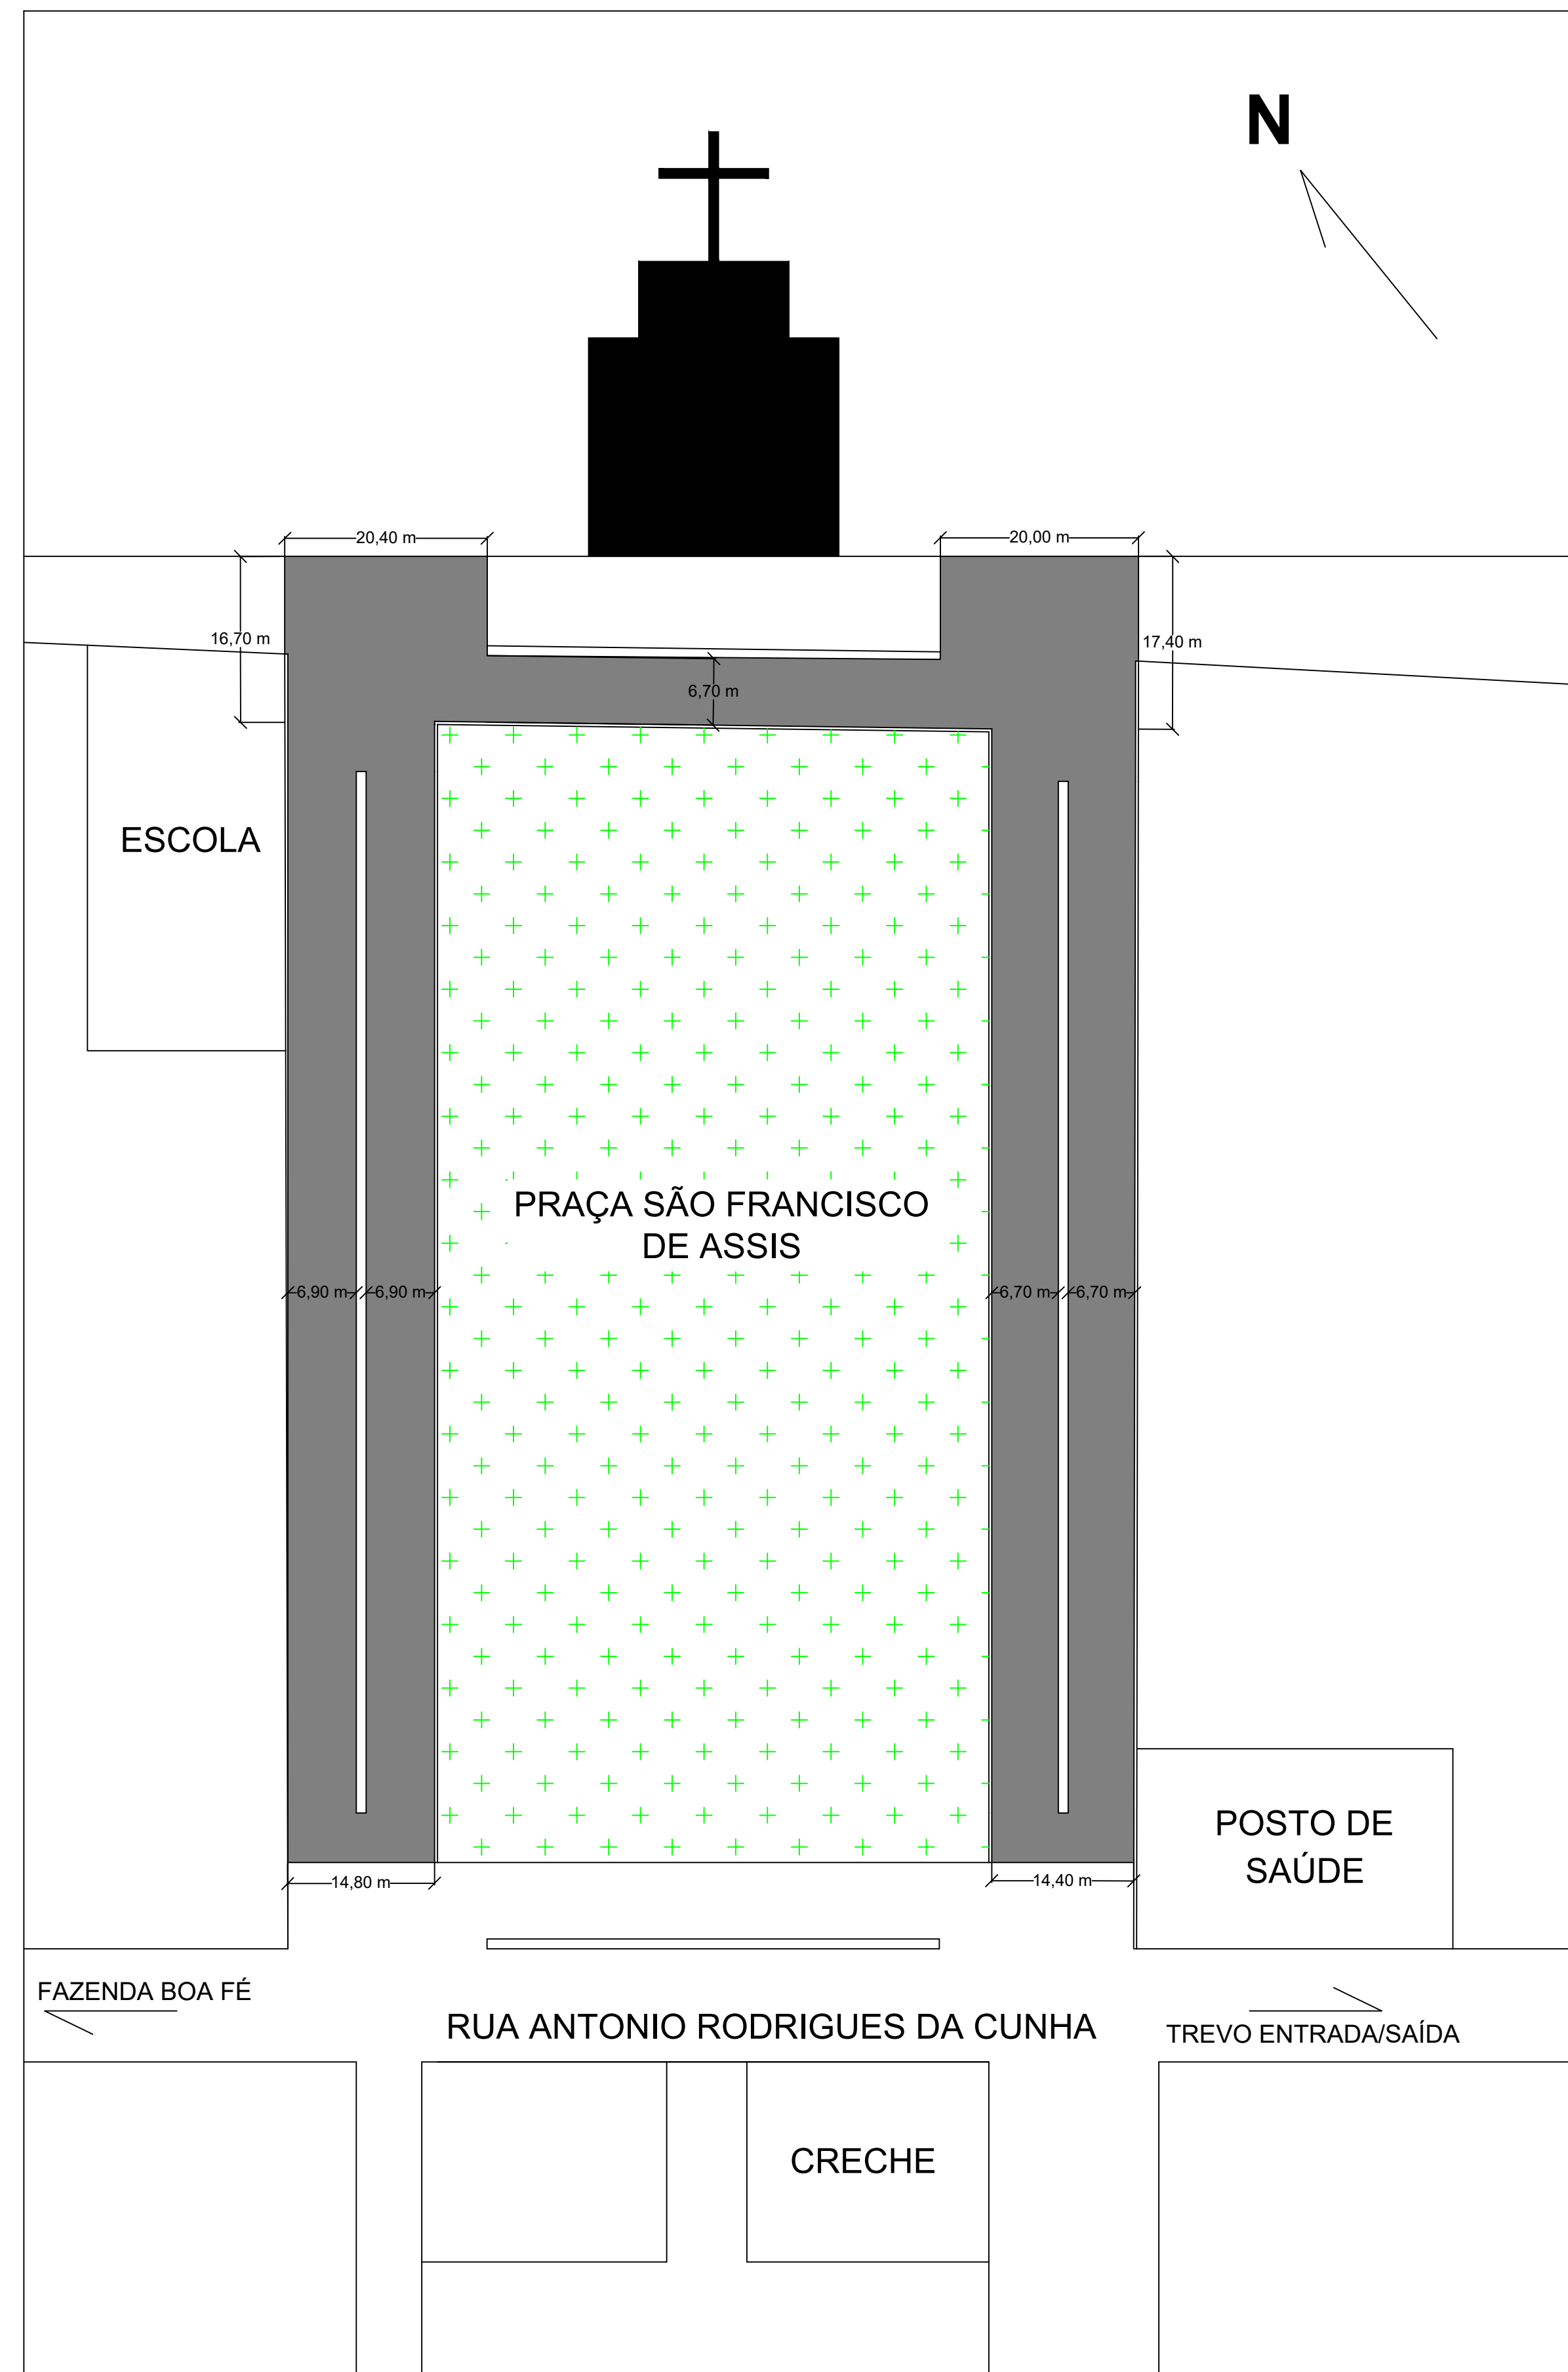 N
20,40 m
20,00 m
16,70 m
17,40 m
6,70 m
ESCOLA
PRAÇA SÃO FRANCISCO
DE ASSIS
6,90 m
6,90 m
6,70 m
6,70 m
POSTO DE
SAÚDE
14,80 m
14,40 m
FAZENDA BOA FÉ
RUA ANTONIO RODRIGUES DA CUNHA
TREVO ENTRADA/SAÍDA
CRECHE